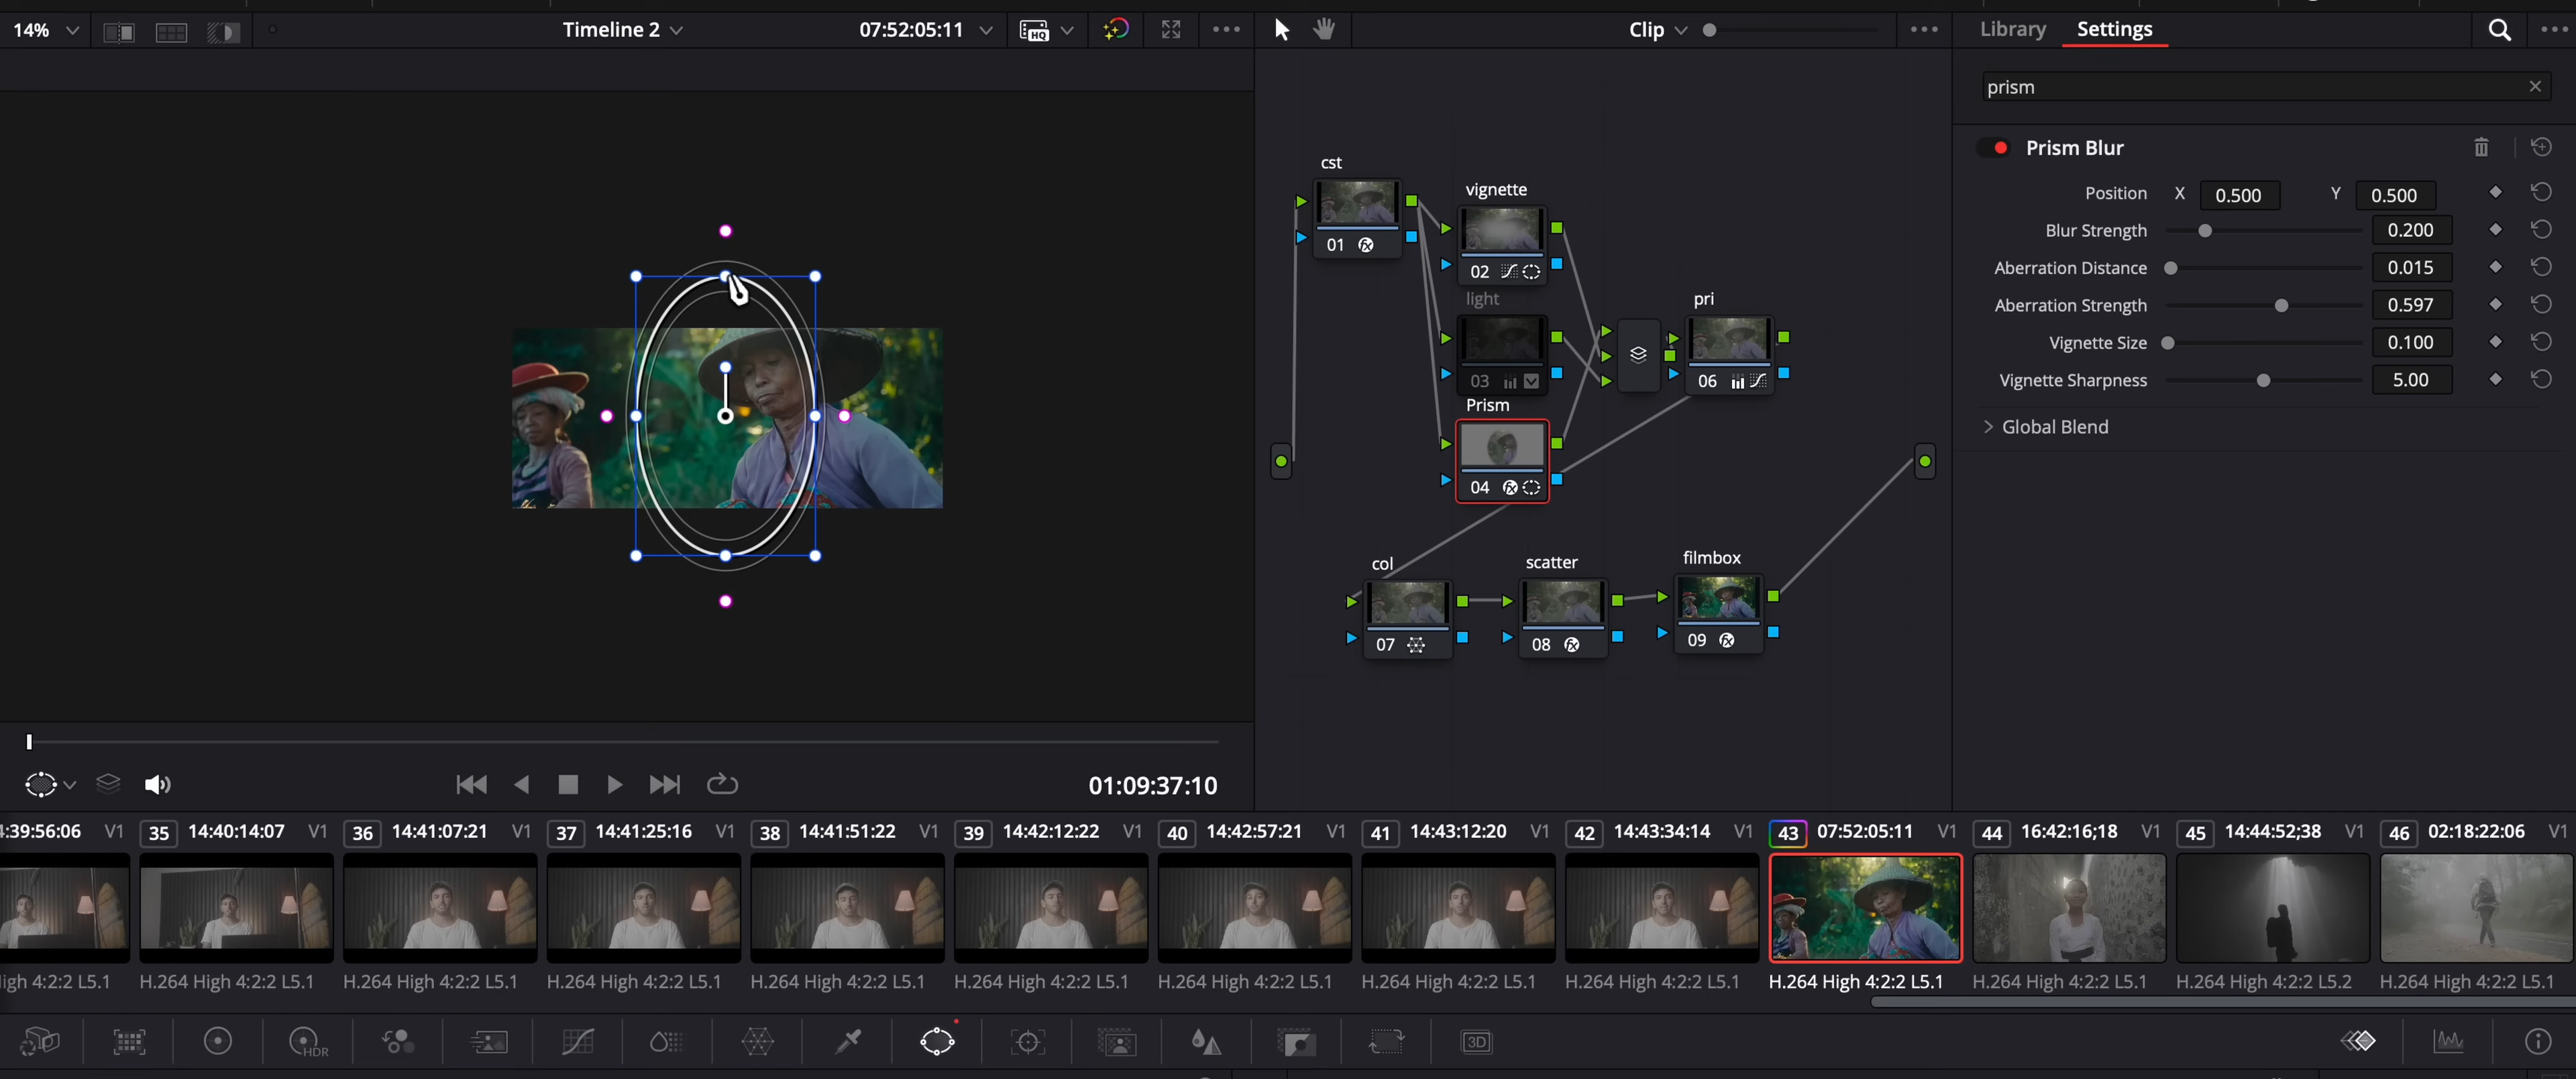 14%
Timeline 2
07:52:05:11
HQ
Clip
Library
Settings
prism
Prism Blur
Position X 0.500 Y 0.500
Blur Strength 0.200
Aberration Distance 0.015
Aberration Strength 0.597
Vignette Size 0.100
Vignette Sharpness 5.00
Global Blend
cst
01
vignette
02
light
03
Prism
04
pri
06
col
07
scatter
08
filmbox
09
01:09:37:10
:39:56:06 V1
35 14:40:14:07 V1
36 14:41:07:21 V1
37 14:41:25:16 V1
38 14:41:51:22 V1
39 14:42:12:22 V1
40 14:42:57:21 V1
41 14:43:12:20 V1
42 14:43:34:14 V1
43 07:52:05:11 V1
44 16:42:16;18 V1
45 14:44:52;38 V1
46 02:18:22:06 V1
igh 4:2:2 L5.1
H.264 High 4:2:2 L5.1
H.264 High 4:2:2 L5.1
H.264 High 4:2:2 L5.1
H.264 High 4:2:2 L5.1
H.264 High 4:2:2 L5.1
H.264 High 4:2:2 L5.1
H.264 High 4:2:2 L5.1
H.264 High 4:2:2 L5.1
H.264 High 4:2:2 L5.1
H.264 High 4:2:2 L5.1
H.264 High 4:2:2 L5.2
H.264 High 4:2:2 L5.1
HDR
3D